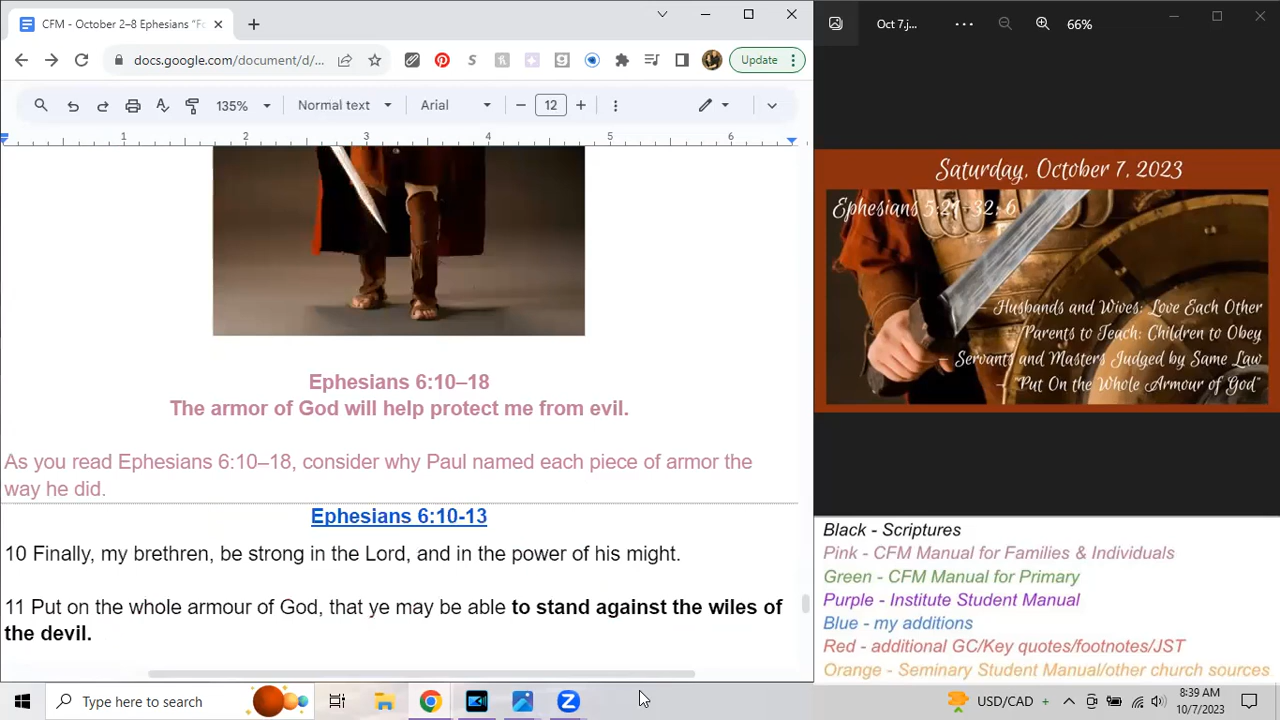 CFM - October 2–8 Ephesians "Fo
docs.google.com/document/d/...
Update
135%
Normal text
Arial
12
1 2 3 4 5 6
Ephesians 6:10–18
The armor of God will help protect me from evil.
As you read Ephesians 6:10–18, consider why Paul named each piece of armor the
way he did.
Ephesians 6:10-13
10 Finally, my brethren, be strong in the Lord, and in the power of his might.
11 Put on the whole armour of God, that ye may be able to stand against the wiles of
the devil.
Oct 7.j...
66%
Saturday, October 7, 2023
Ephesians 5:21-32; 6
– Husbands and Wives: Love Each Other
– Parents to Teach: Children to Obey
– Servants and Masters Judged by Same Law
– "Put On the Whole Armour of God"
Black - Scriptures
Pink - CFM Manual for Families & Individuals
Green - CFM Manual for Primary
Purple - Institute Student Manual
Blue - my additions
Red - additional GC/Key quotes/footnotes/JST
Orange - Seminary Student Manual/other church sources
Type here to search
USD/CAD +
8:39 AM
10/7/2023